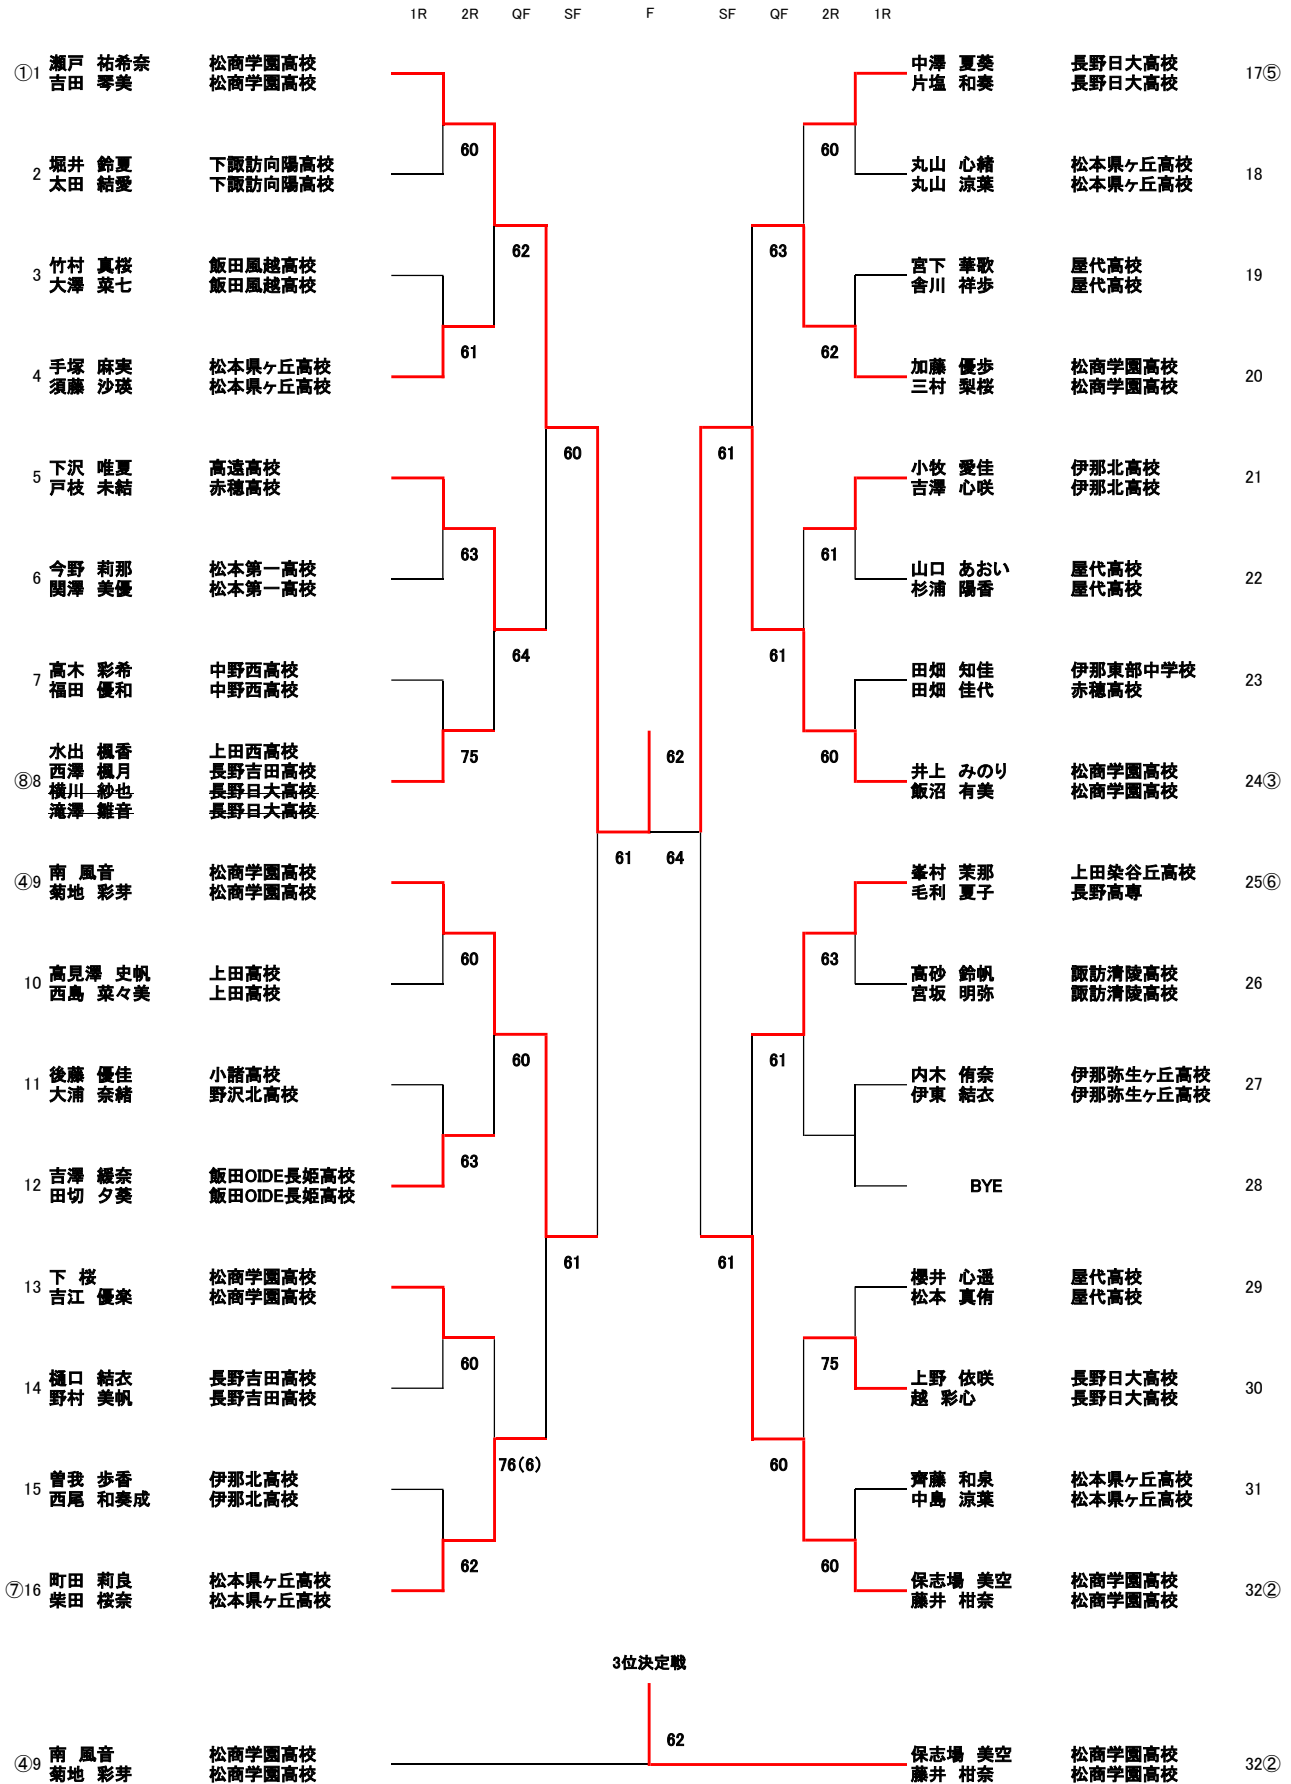 1R 2R QF SF F SF QF 2R 1R
①1 瀬戸 祐希奈 松商学園高校
吉田 琴美 松商学園高校
中澤 夏葵 長野日大高校 17⑤
片塩 和奏 長野日大高校
60 60
2 堀井 鈴夏 下諏訪向陽高校
太田 結愛 下諏訪向陽高校
丸山 心緒 松本県ヶ丘高校 18
丸山 涼葉 松本県ヶ丘高校
62 63
3 竹村 真桜 飯田風越高校
大澤 菜七 飯田風越高校
宮下 華歌 屋代高校 19
舎川 祥歩 屋代高校
61 62
4 手塚 麻実 松本県ヶ丘高校
須藤 沙瑛 松本県ヶ丘高校
加藤 優歩 松商学園高校 20
三村 梨桜 松商学園高校
60 61
5 下沢 唯夏 高遠高校
戸枝 未結 赤穂高校
小牧 愛佳 伊那北高校 21
吉澤 心咲 伊那北高校
63 61
6 今野 莉那 松本第一高校
関澤 美優 松本第一高校
山口 あおい 屋代高校 22
杉浦 陽香 屋代高校
64 61
7 高木 彩希 中野西高校
福田 優和 中野西高校
田畑 知佳 伊那東部中学校 23
田畑 佳代 赤穂高校
75 62 60
⑧8 水出 楓香 上田西高校
西澤 楓月 長野吉田高校
横川 紗也 長野日大高校
滝澤 雛音 長野日大高校
井上 みのり 松商学園高校 24③
飯沼 有美 松商学園高校
61 64
④9 南 風音 松商学園高校
菊地 彩芽 松商学園高校
峯村 茉那 上田染谷丘高校 25⑥
毛利 夏子 長野高専
60 63
10 高見澤 史帆 上田高校
西島 菜々美 上田高校
高砂 鈴帆 諏訪清陵高校 26
宮坂 明弥 諏訪清陵高校
60 61
11 後藤 優佳 小諸高校
大浦 奈緒 野沢北高校
内木 侑奈 伊那弥生ヶ丘高校 27
伊東 結衣 伊那弥生ヶ丘高校
63
12 吉澤 緩奈 飯田OIDE長姫高校
田切 夕葵 飯田OIDE長姫高校
BYE 28
61 61
13 下 桜 松商学園高校
吉江 優楽 松商学園高校
櫻井 心遥 屋代高校 29
松本 真侑 屋代高校
60 75
14 樋口 結衣 長野吉田高校
野村 美帆 長野吉田高校
上野 依咲 長野日大高校 30
越 彩心 長野日大高校
76(6) 60
15 曽我 歩香 伊那北高校
西尾 和奏成 伊那北高校
齊藤 和泉 松本県ヶ丘高校 31
中島 涼葉 松本県ヶ丘高校
62 60
⑦16 町田 莉良 松本県ヶ丘高校
柴田 桜奈 松本県ヶ丘高校
保志場 美空 松商学園高校 32②
藤井 柑奈 松商学園高校
3位決定戦
62
④9 南 風音 松商学園高校
菊地 彩芽 松商学園高校
保志場 美空 松商学園高校 32②
藤井 柑奈 松商学園高校